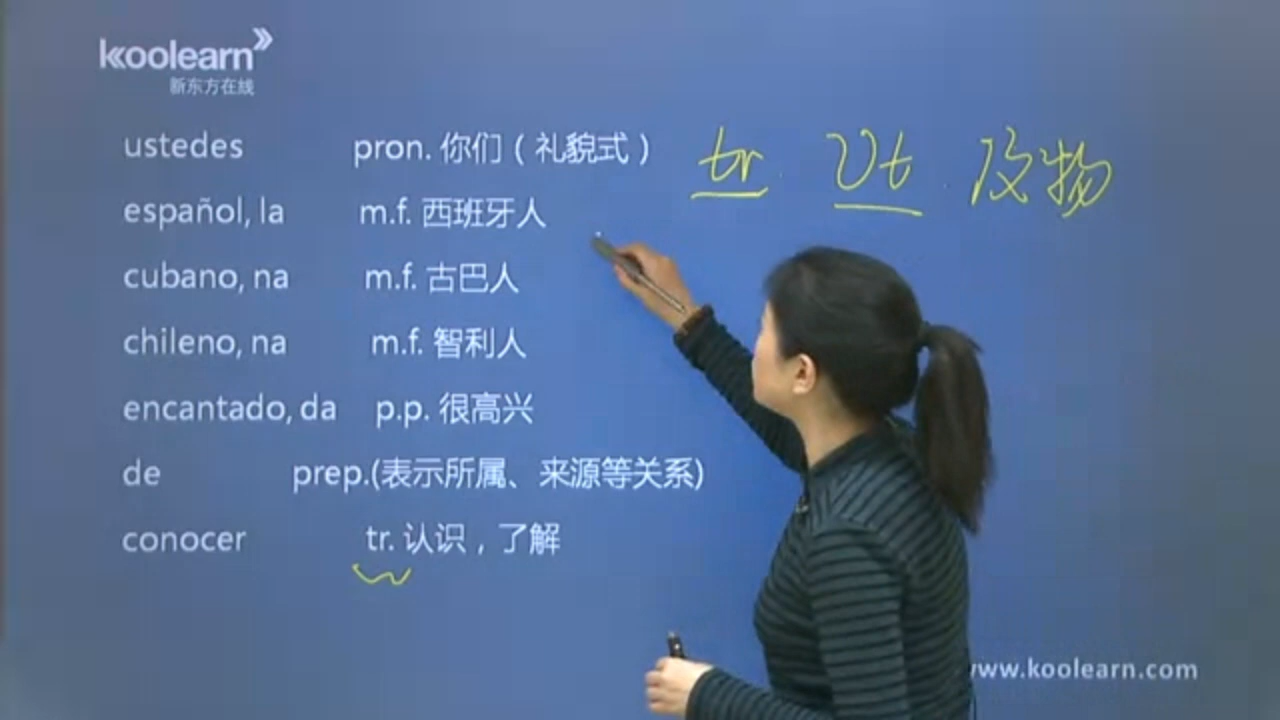 koolearn
新东方在线
ustedes pron. 你们（礼貌式）
tr. vt. 及物
español, la m.f. 西班牙人
cubano, na m.f. 古巴人
chileno, na m.f. 智利人
encantado, da p.p. 很高兴
de prep.(表示所属、来源等关系)
conocer tr. 认识，了解
www.koolearn.com